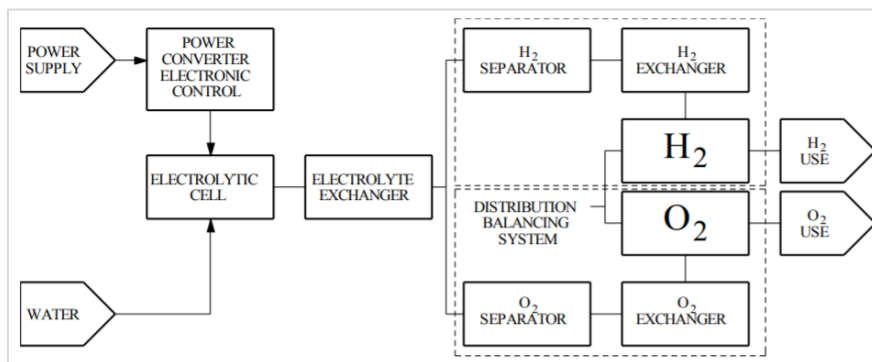 POWER
SUPPLY
POWER
CONVERTER
ELECTRONIC
CONTROL
H₂
SEPARATOR
H₂
EXCHANGER
ELECTROLYTIC
CELL
ELECTROLYTE
EXCHANGER
H₂
H₂
USE
DISTRIBUTION
BALANCING
SYSTEM
O₂
O₂
USE
WATER
O₂
SEPARATOR
O₂
EXCHANGER